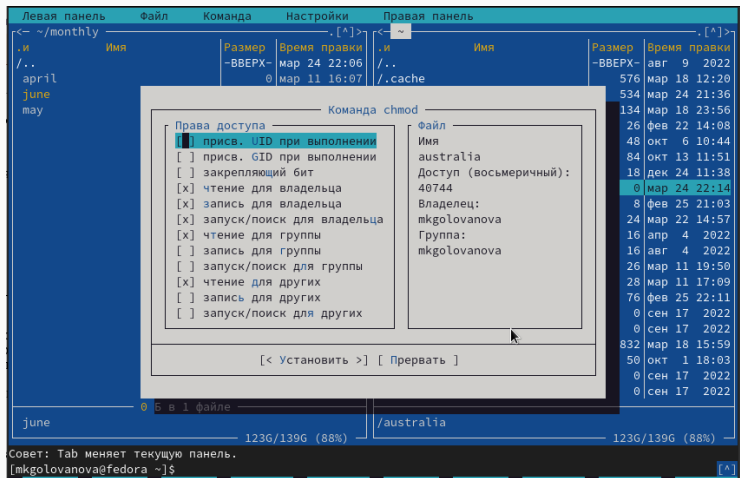 Левая панель Файл Команда Настройки Правая панель
<— ~/monthly .[^]>
.и Имя Размер Время правки
/.. -ВВЕРХ- мар 24 22:06
april 0 мар 11 16:07
june
may
0 Б в 1 файле
june
123G/139G (88%)
<— ~ .[^]>
.и Имя Размер Время правки
/.. -ВВЕРХ- авг 9 2022
/.cache 576 мар 18 12:20
534 мар 24 21:36
134 мар 18 23:56
26 фев 22 14:08
48 окт 6 10:44
84 окт 13 11:51
18 дек 24 11:38
0 мар 24 22:14
8 фев 25 21:03
24 мар 22 14:57
16 апр 4 2022
16 авг 4 2022
26 мар 11 19:50
28 мар 11 17:09
76 фев 25 22:11
0 сен 17 2022
0 сен 17 2022
832 мар 18 15:59
50 окт 1 18:03
0 сен 17 2022
0 сен 17 2022
/australia
123G/139G (88%)
Команда chmod
Права доступа
[ ] присв. UID при выполнении
[ ] присв. GID при выполнении
[ ] закрепляющий бит
[x] чтение для владельца
[x] запись для владельца
[x] запуск/поиск для владельца
[x] чтение для группы
[ ] запись для группы
[ ] запуск/поиск для группы
[x] чтение для других
[ ] запись для других
[ ] запуск/поиск для других
Файл
Имя
australia
Доступ (восьмеричный):
40744
Владелец:
mkgolovanova
Группа:
mkgolovanova
[< Установить >] [ Прервать ]
Совет: Tab меняет текущую панель.
[mkgolovanova@fedora ~]$ [^]